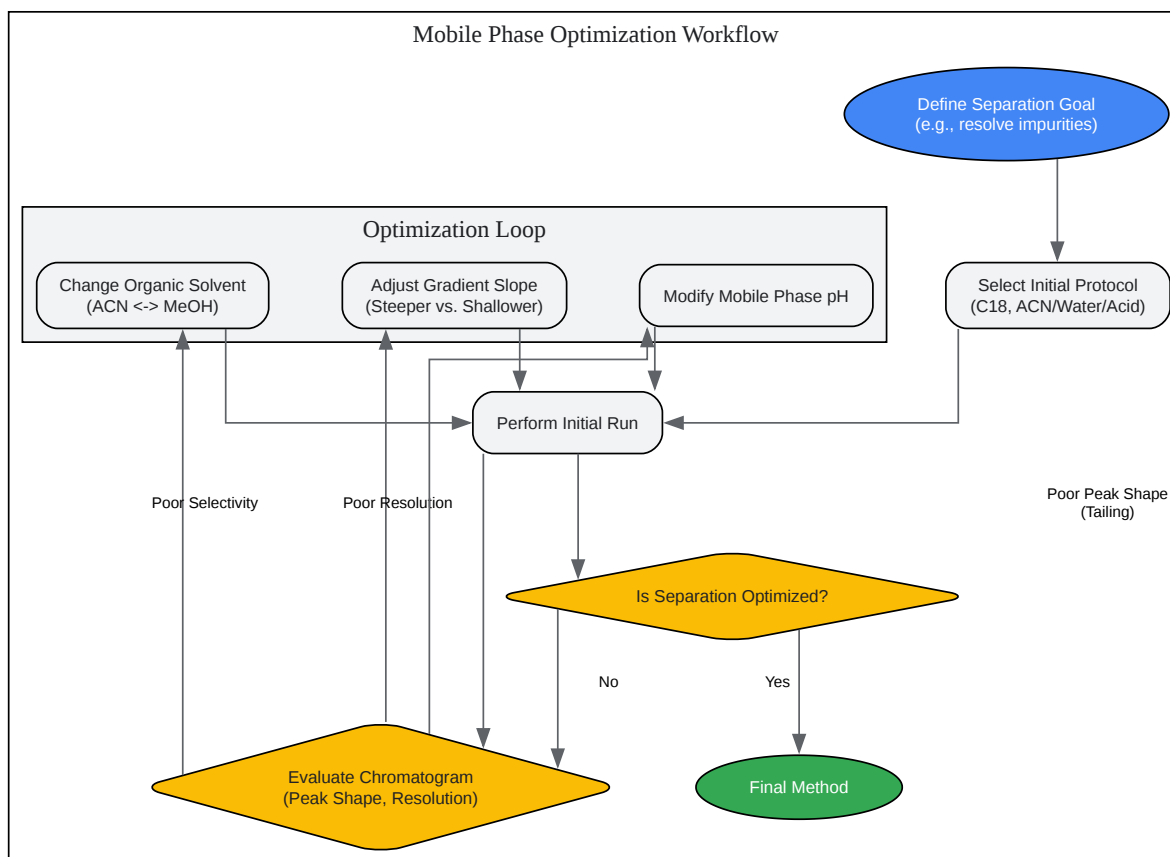 Mobile Phase Optimization Workflow
Define Separation Goal
(e.g., resolve impurities)
Optimization Loop
Change Organic Solvent
(ACN <-> MeOH)
Adjust Gradient Slope
(Steeper vs. Shallower)
Modify Mobile Phase pH
Select Initial Protocol
(C18, ACN/Water/Acid)
Perform Initial Run
Poor Selectivity
Poor Resolution
Poor Peak Shape
(Tailing)
Is Separation Optimized?
No
Yes
Evaluate Chromatogram
(Peak Shape, Resolution)
Final Method